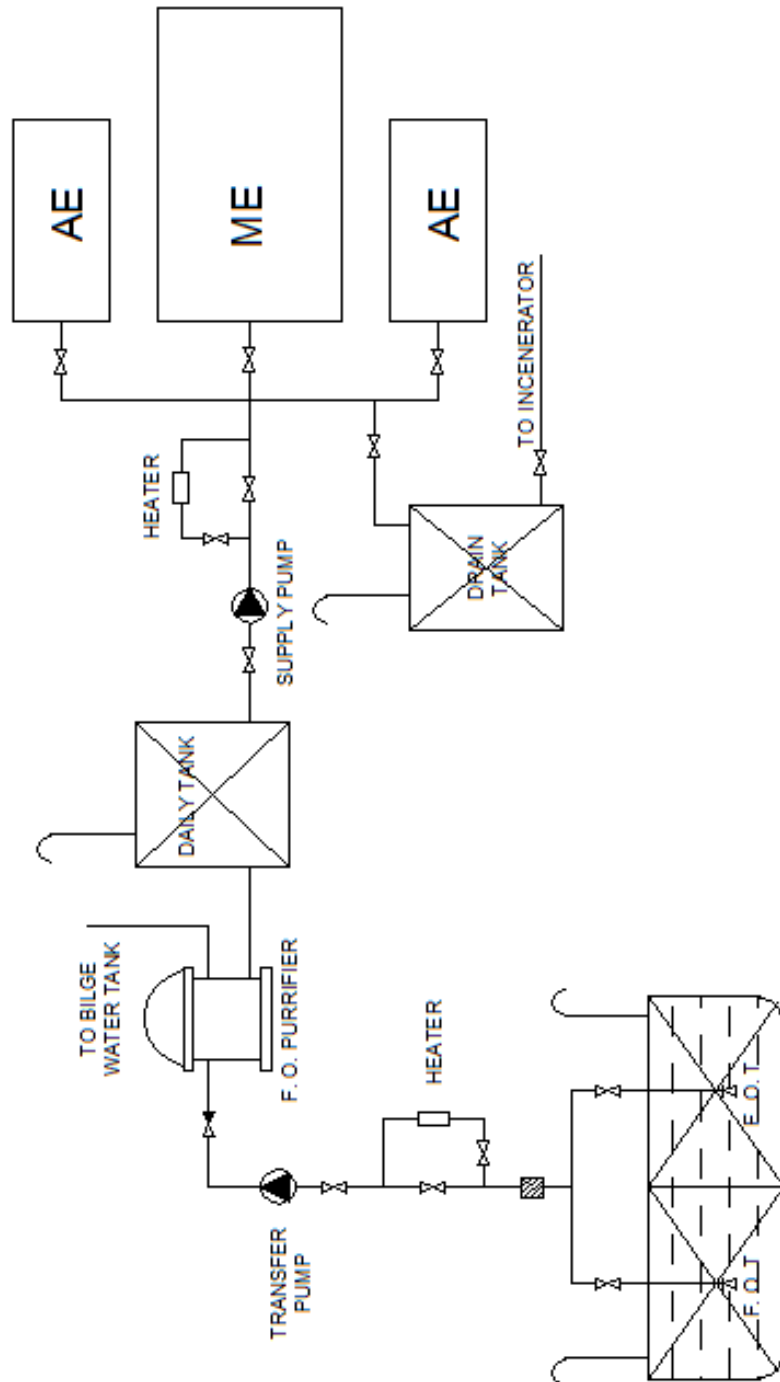 AE
ME
AE
HEATER
SUPPLY PUMP
TO INCENERATOR
DRAIN
TANK
DAILY TANK
TO BILGE
WATER TANK
F. O. PURRIFIER
HEATER
TRANSFER
PUMP
F. O.T
F. O. T